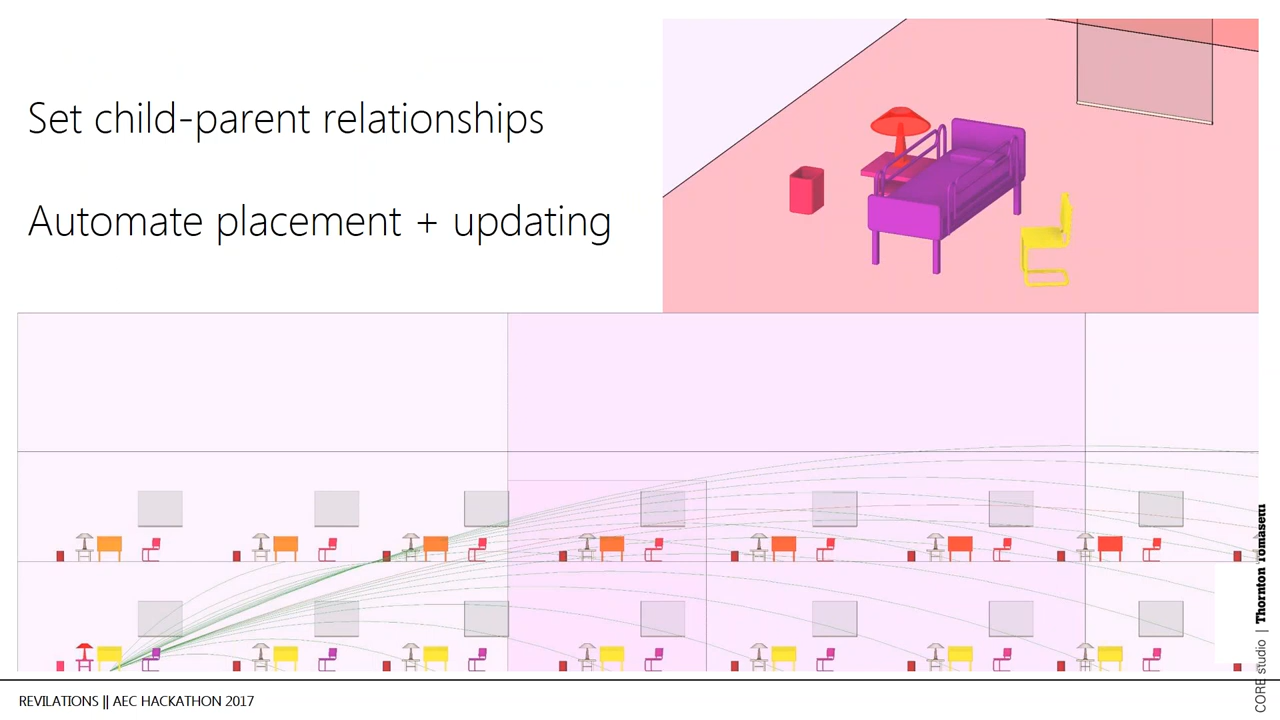 Set child-parent relationships
Automate placement + updating
REVILATIONS || AEC HACKATHON 2017
CORE studio | Thornton Tomasetti